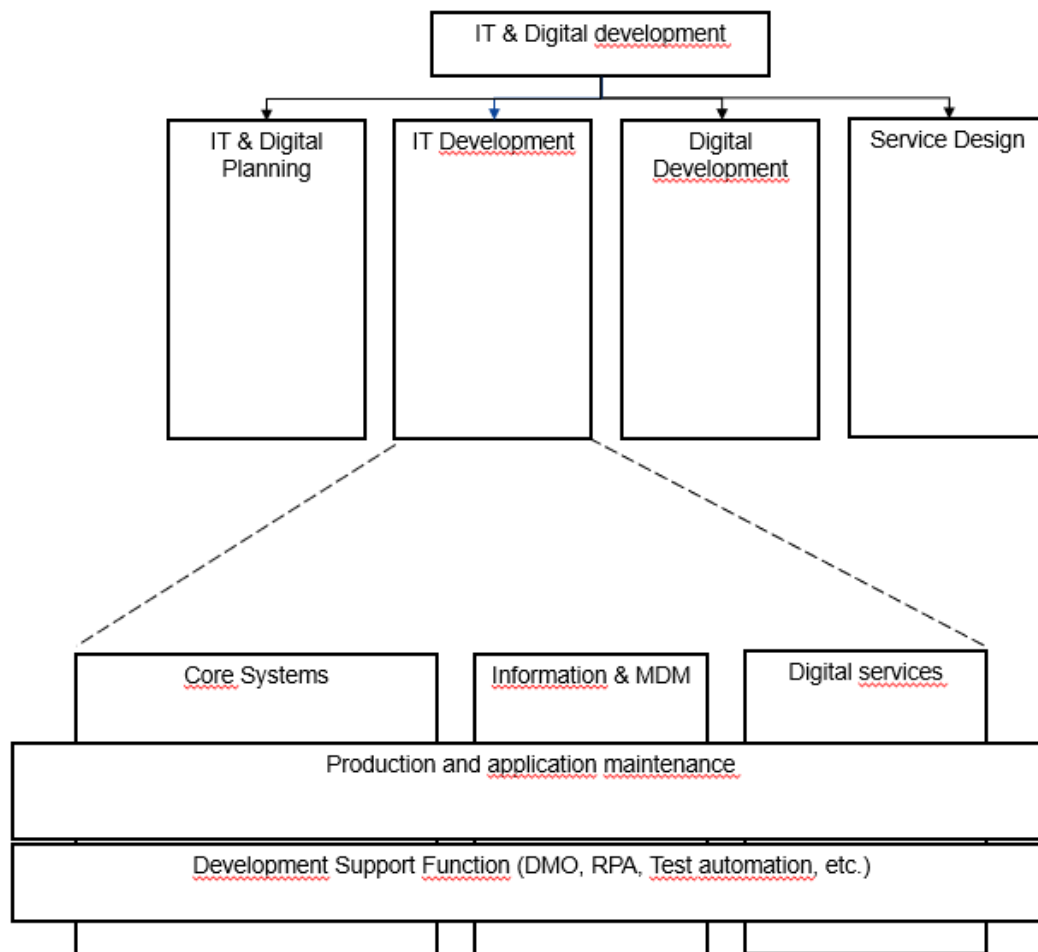 IT & Digital development
IT & Digital
Planning
IT Development
Digital
Development
Service Design
Core Systems
Information & MDM
Digital services
Production and application maintenance
Development Support Function (DMO, RPA, Test automation, etc.)